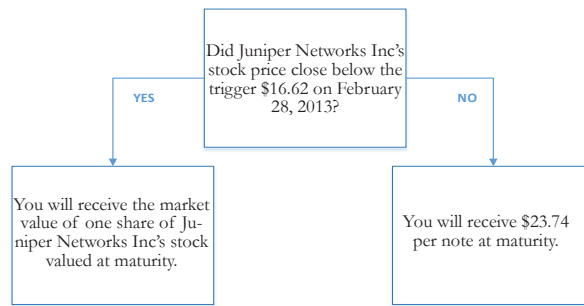 Did Juniper Networks Inc's
stock price close below the
trigger $16.62 on February
28, 2013?
YES
NO
You will receive the market
value of one share of Ju-
niper Networks Inc's stock
valued at maturity.
You will receive $23.74
per note at maturity.